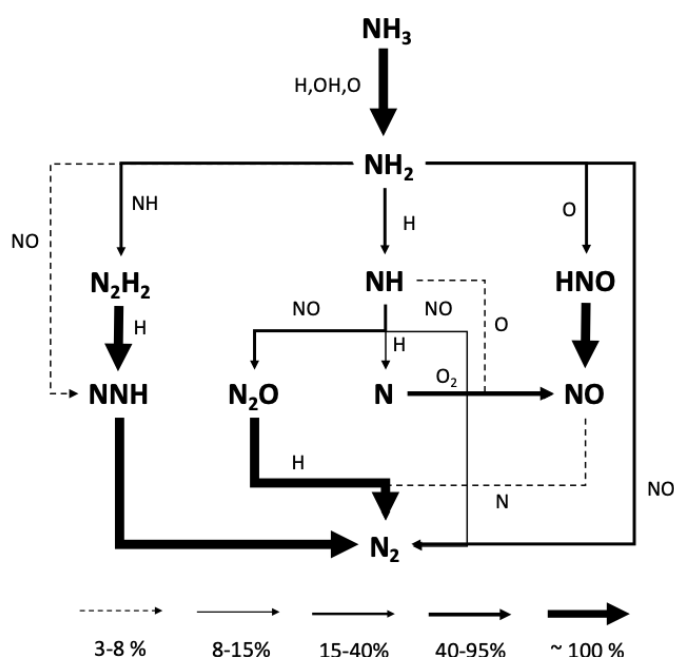 NH₃
H,OH,O
NH₂
NH
O
NO
H
N₂H₂
NH
HNO
H
NO
NO
O
H
O₂
NNH
N₂O
N
NO
H
N
NO
N₂
3-8 %
8-15%
15-40%
40-95%
~ 100 %